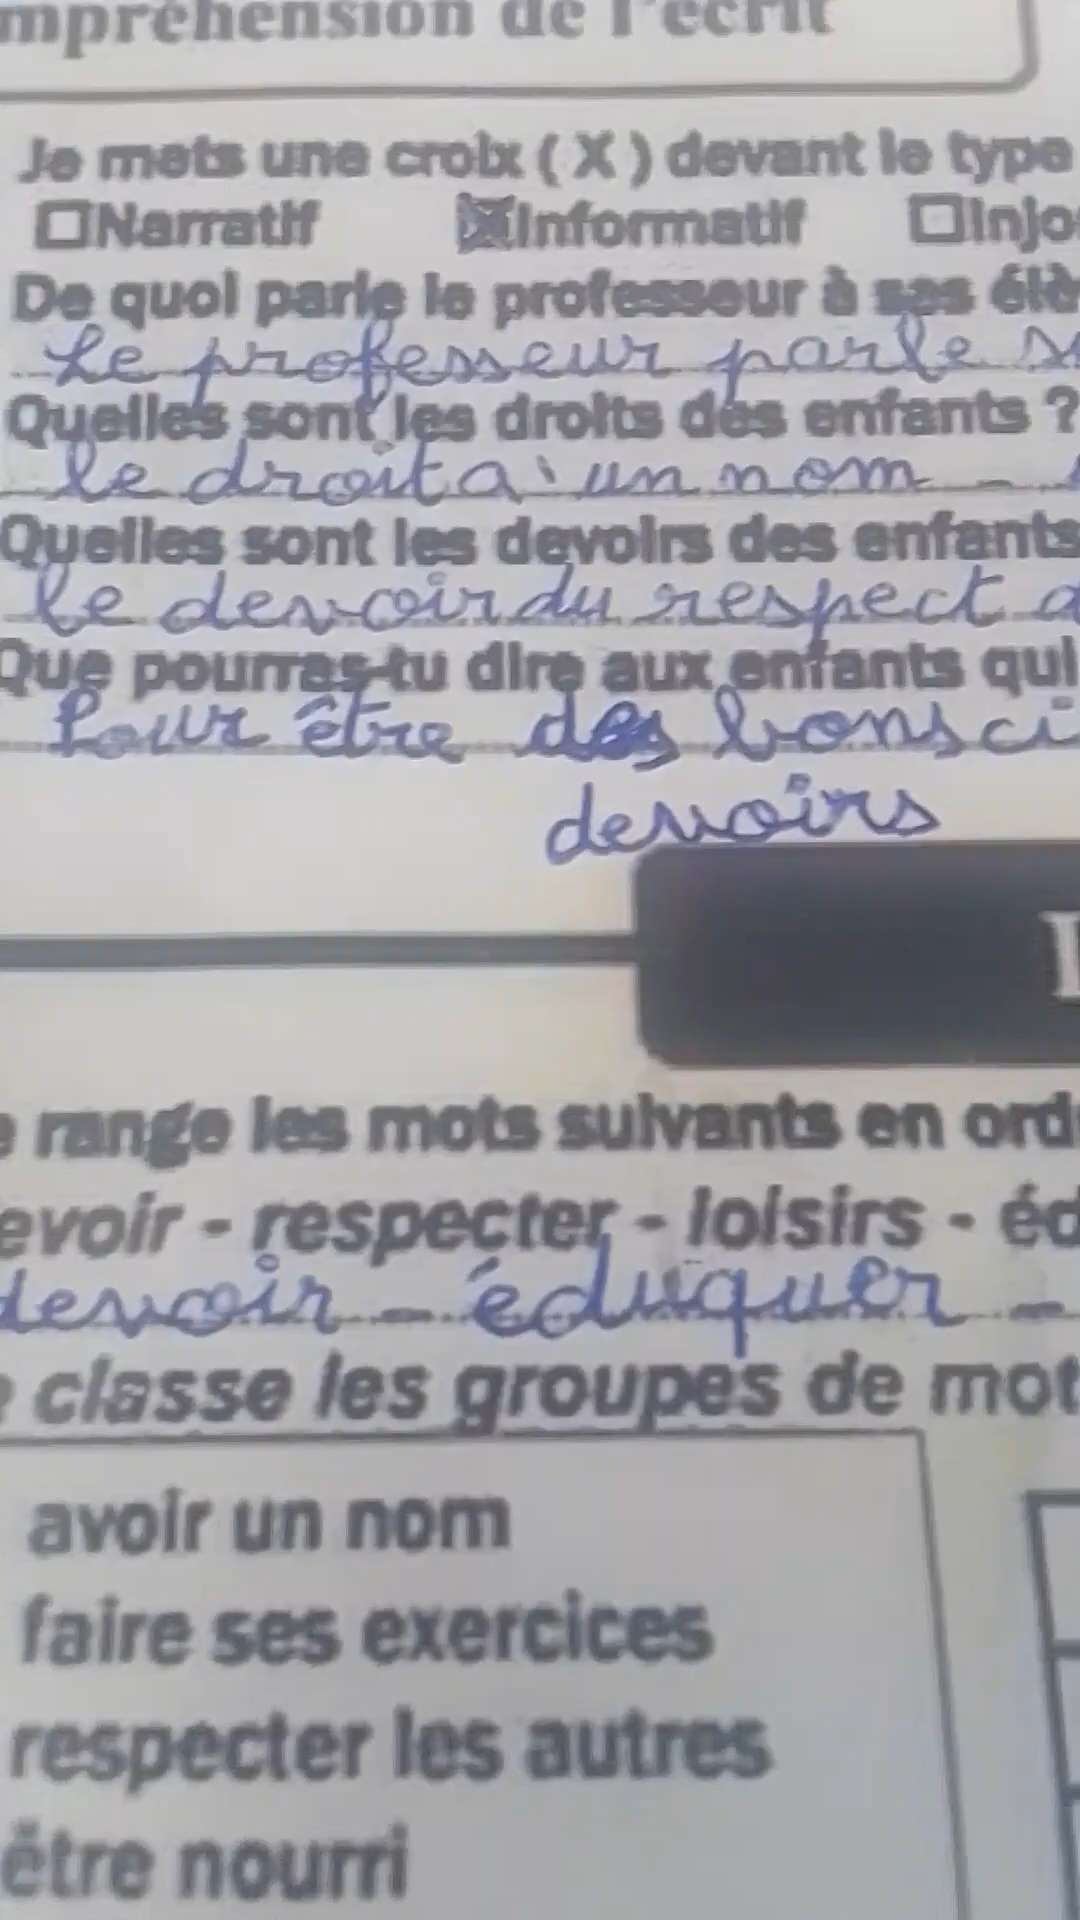 mpréhension de l'écrit
Je mets une croix ( X ) devant le type
Narratif Informatif Injo
De quoi parle le professeur à ses élè
Le professeur parle s
Quelles sont les droits des enfants ?
le droit à un nom -
Quelles sont les devoirs des enfants
le devoir du respect
Que pourras-tu dire aux enfants qui
Pour être des bons ci
devoirs
e range les mots suivants en ord
evoir - respecter - loisirs - éd
devoir - éduquer -
e classe les groupes de mot
avoir un nom
faire ses exercices
respecter les autres
être nourri